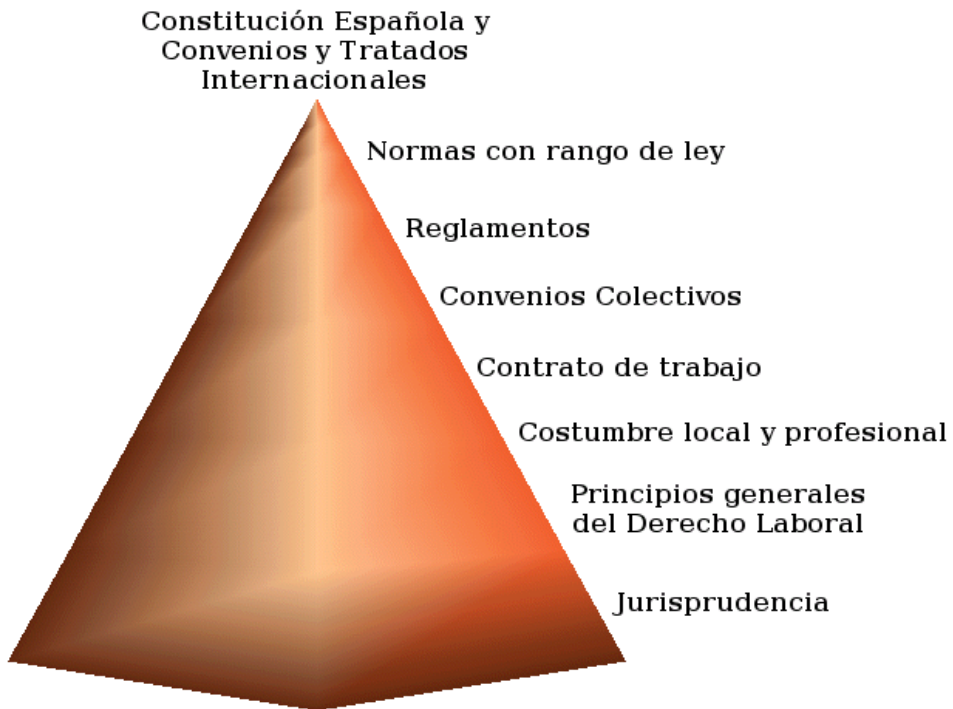 Constitución Española y
Convenios y Tratados
Internacionales
Normas con rango de ley
Reglamentos
Convenios Colectivos
Contrato de trabajo
Costumbre local y profesional
Principios generales
del Derecho Laboral
Jurisprudencia